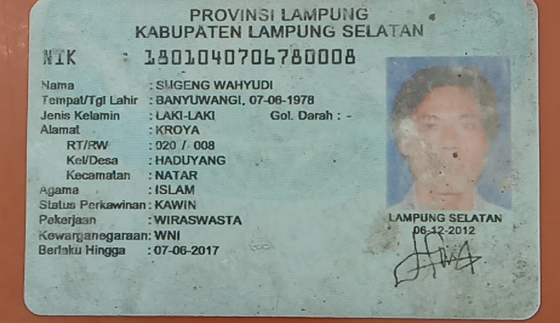 PROVINSI LAMPUNG
KABUPATEN LAMPUNG SELATAN
NIK : 1801040706780008
Nama : SUGENG WAHYUDI
Tempat/Tgl Lahir : BANYUWANGI, 07-06-1978
Jenis Kelamin : LAKI-LAKI Gol. Darah : -
Alamat : KROYA
RT/RW : 020 / 008
Kel/Desa : HADUYANG
Kecamatan : NATAR
Agama : ISLAM
Status Perkawinan: KAWIN
Pekerjaan : WIRASWASTA
Kewarganegaraan: WNI
Berlaku Hingga : 07-06-2017
LAMPUNG SELATAN
06-12-2012